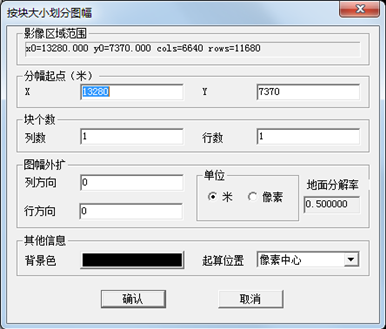 按块大小划分图幅
影像区域范围
x0=13280.000 y0=7370.000 cols=6640 rows=11680
分幅起点（米）
X 13280 Y 7370
块个数
列数 1 行数 1
图幅外扩
列方向 0
行方向 0
单位
米 像素
地面分解率
0.500000
其他信息
背景色 起算位置 像素中心
确认 取消